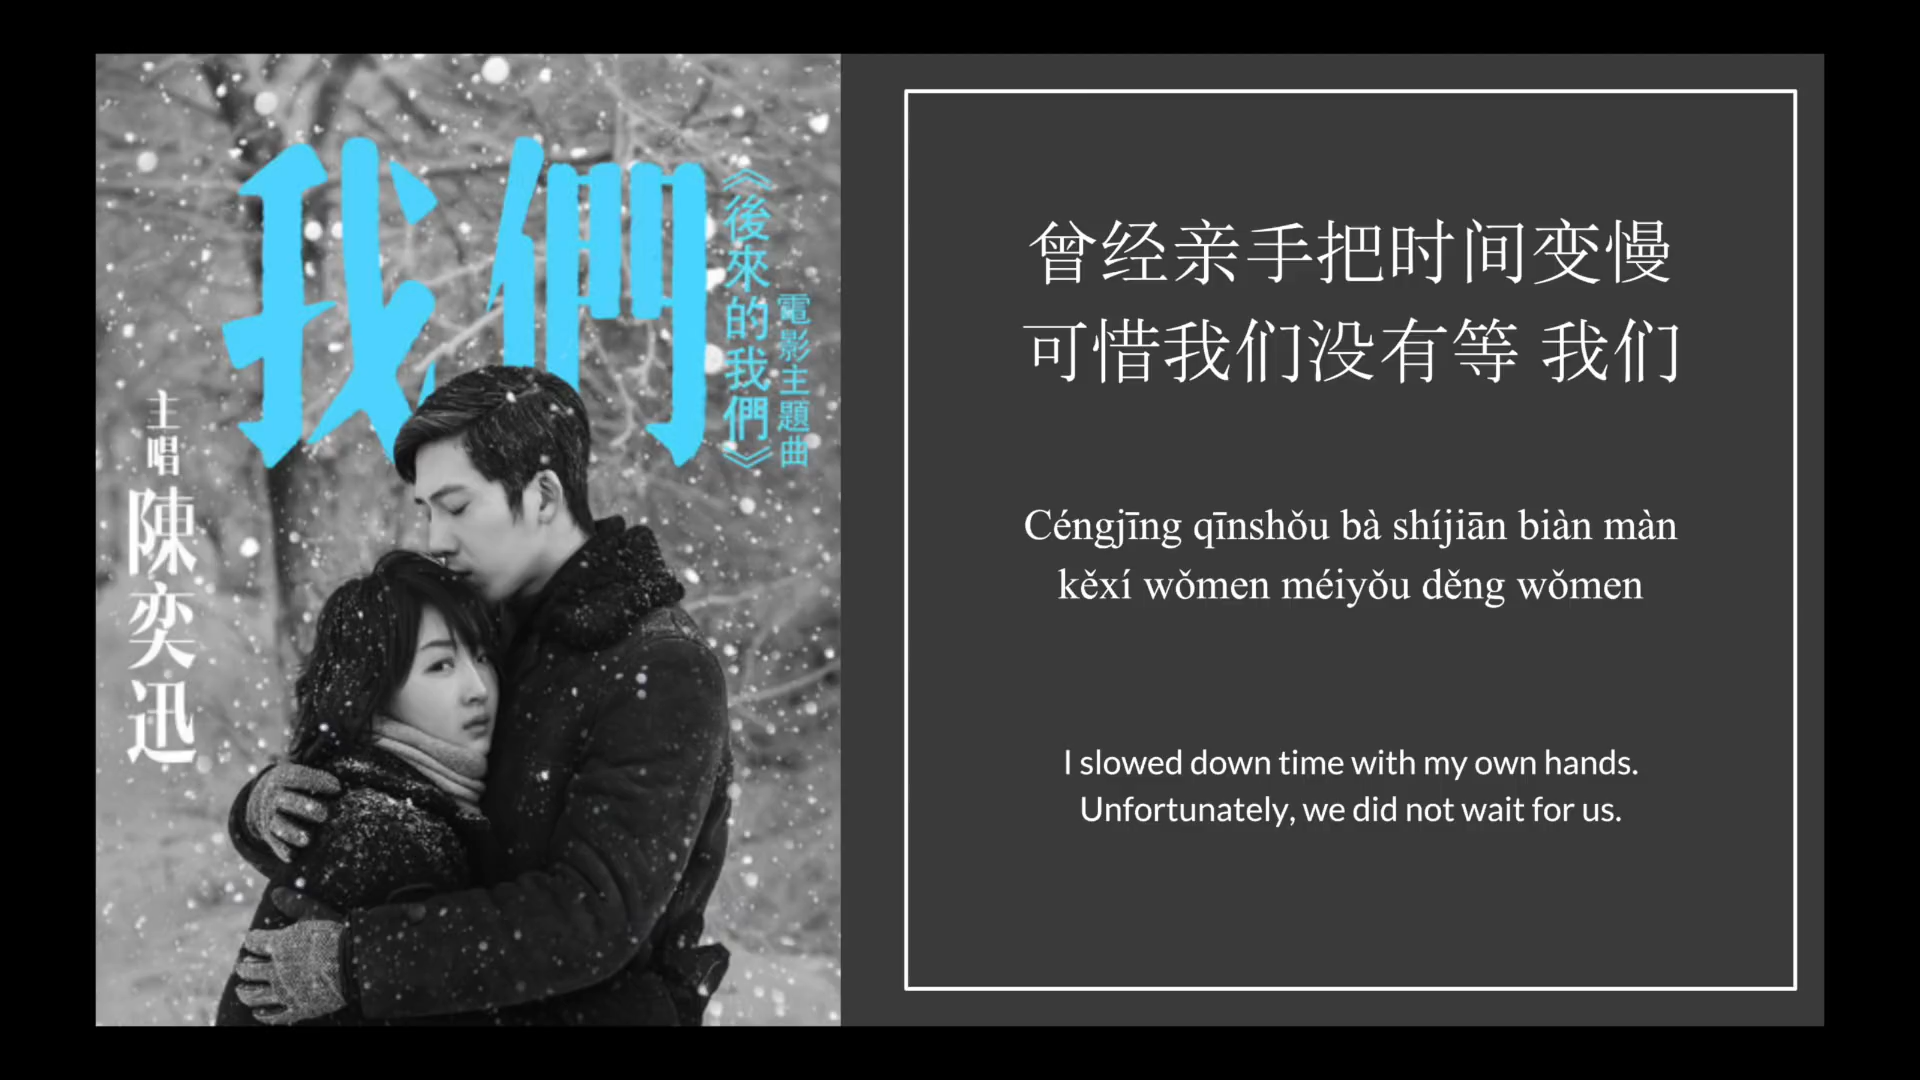 我們
《後來的我們》
電影主題曲
主唱
陳奕迅
曾经亲手把时间变慢
可惜我们没有等 我们
Céngjīng qīnshǒu bà shíjiān biàn màn
kěxí wǒmen méiyǒu děng wǒmen
I slowed down time with my own hands.
Unfortunately, we did not wait for us.